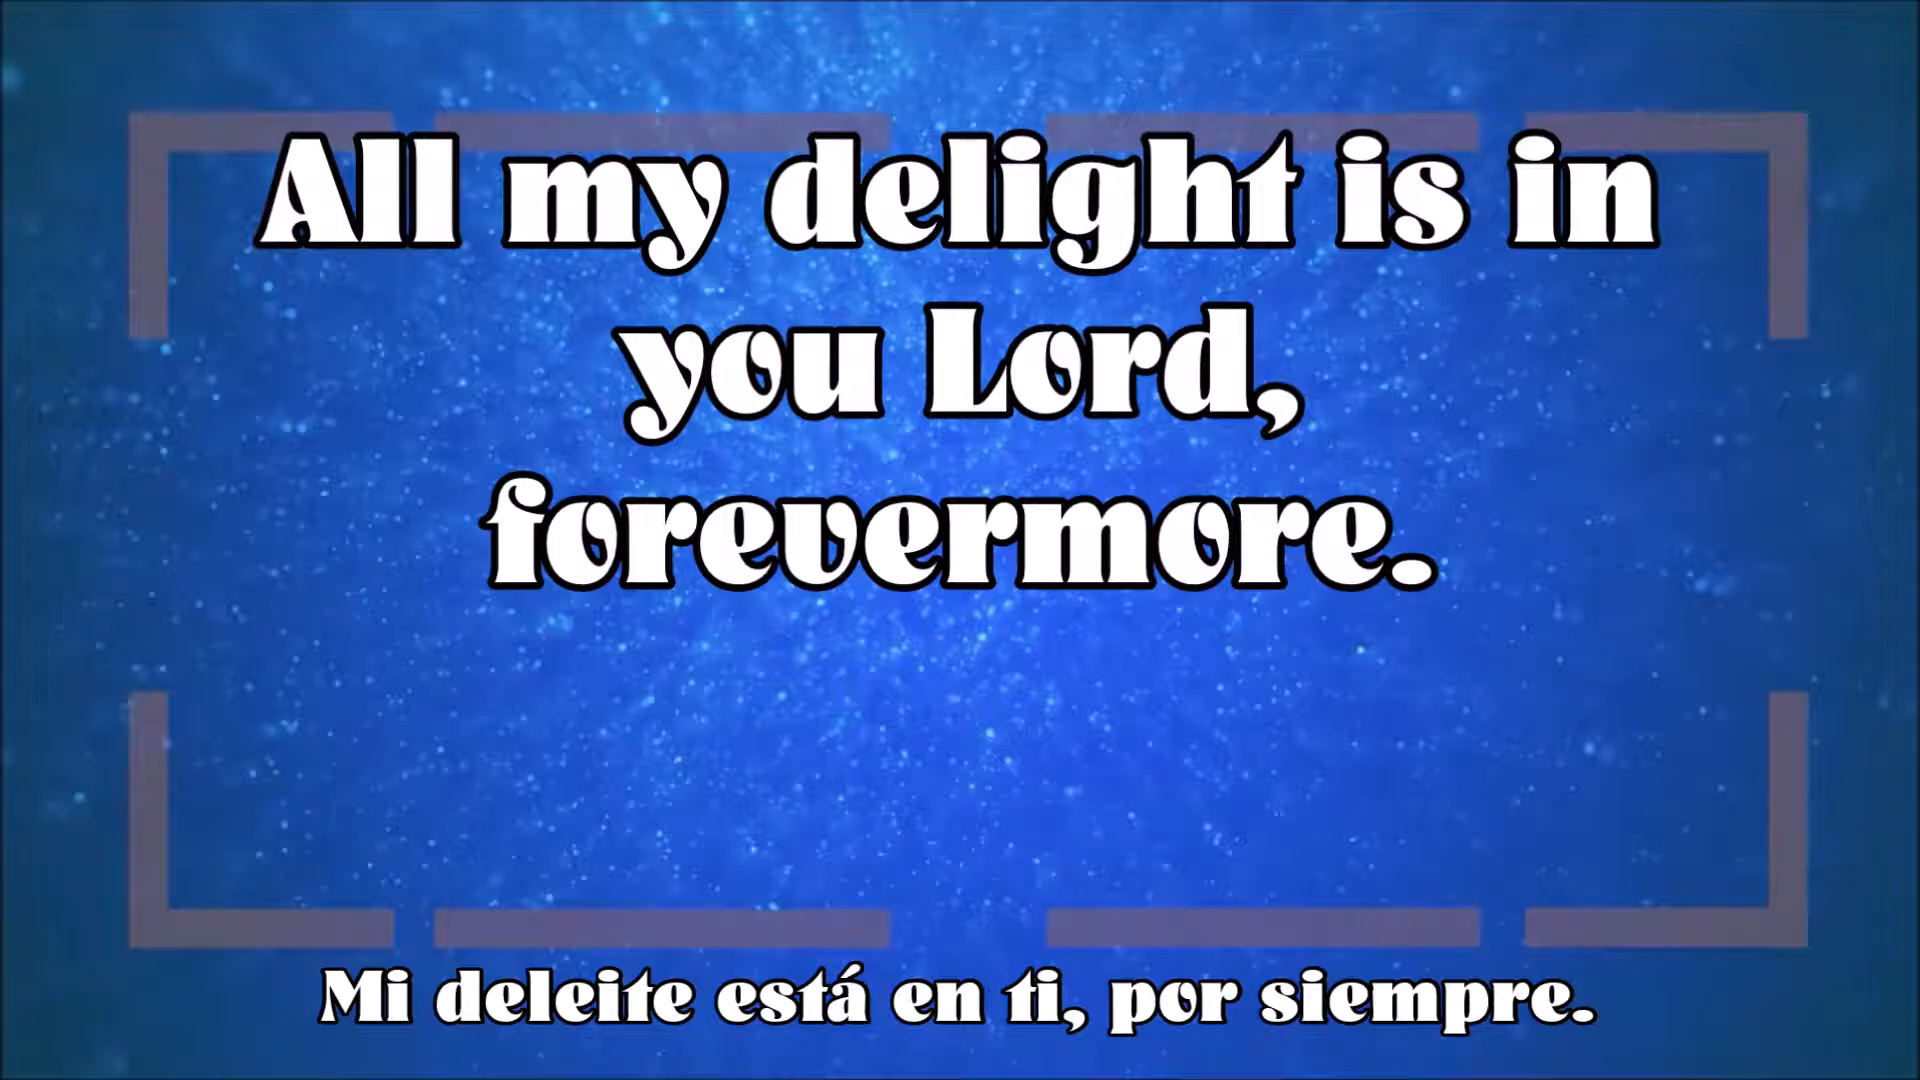 All my delight is in
you Lord,
forevermore.
Mi deleite está en ti, por siempre.